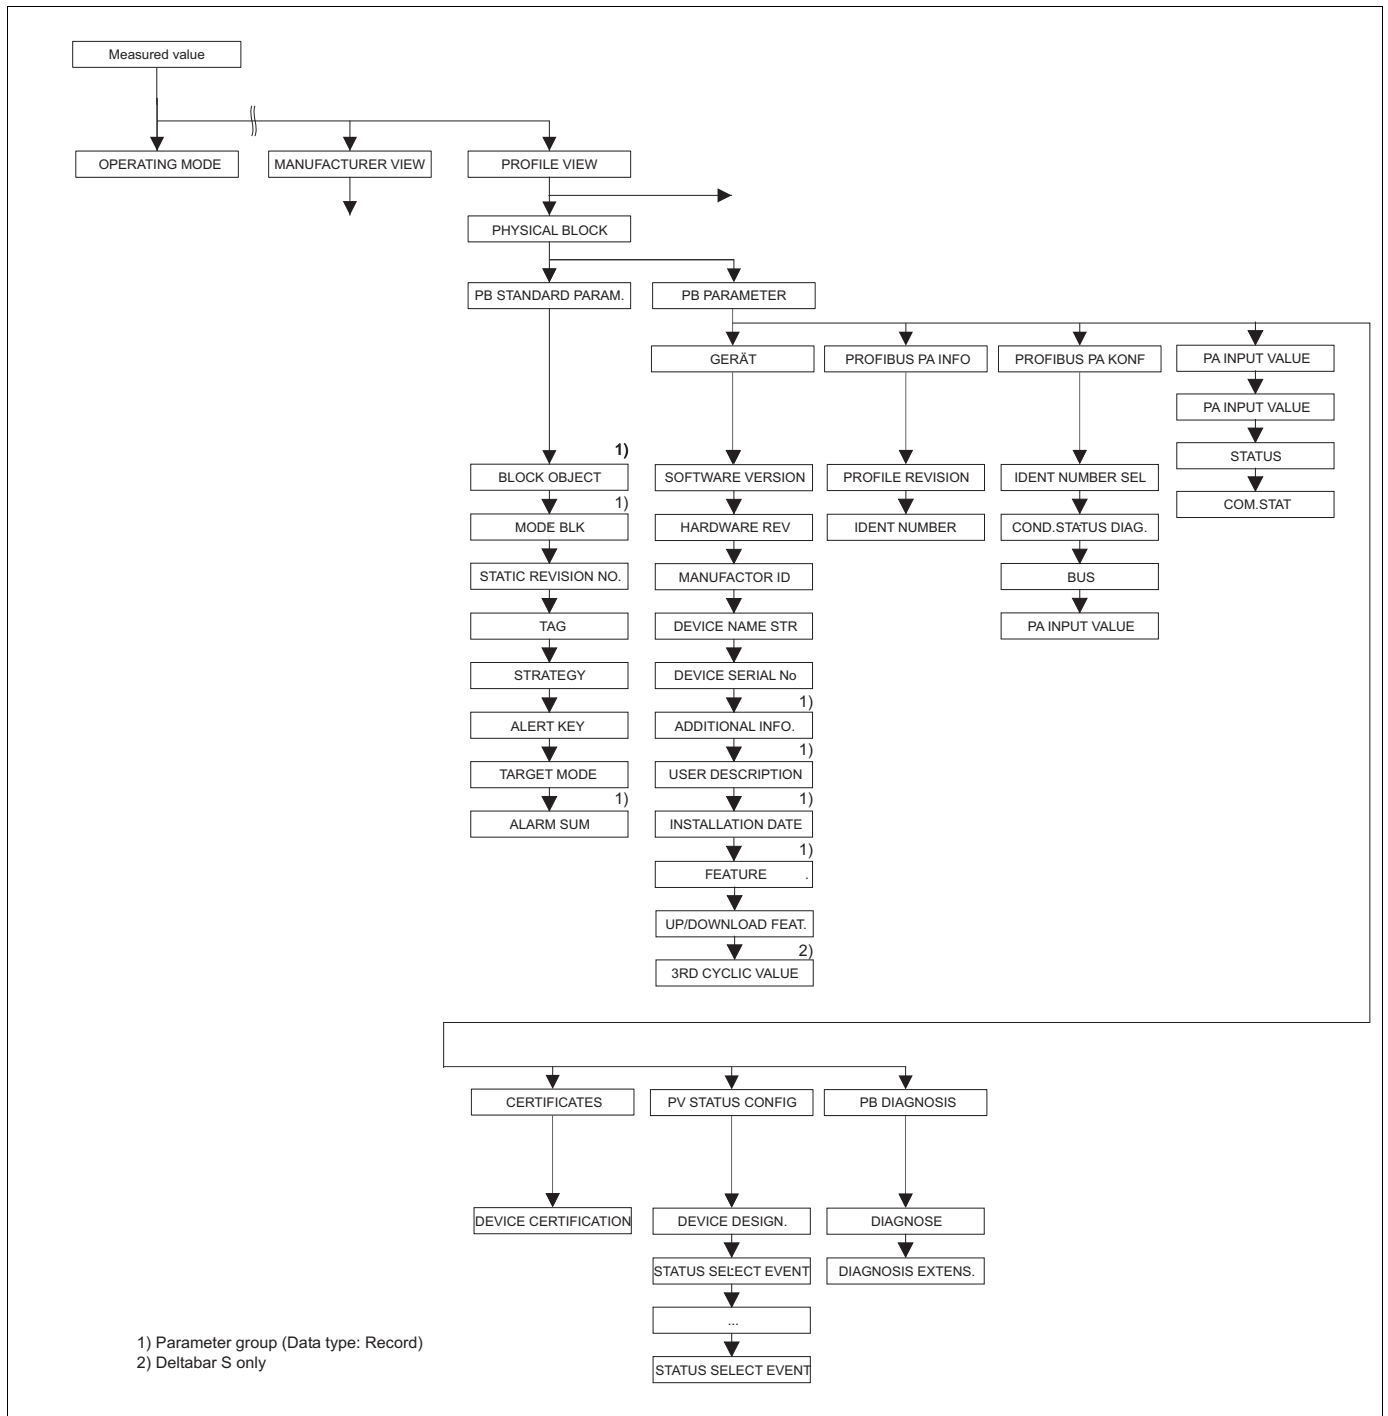 Measured value
OPERATING MODE
MANUFACTURER VIEW
PROFILE VIEW
PHYSICAL BLOCK
PB STANDARD PARAM.
PB PARAMETER
GERÄT
PROFIBUS PA INFO
PROFIBUS PA KONF
PA INPUT VALUE
PA INPUT VALUE
STATUS
COM.STAT
1)
BLOCK OBJECT
1)
MODE BLK
STATIC REVISION NO.
TAG
STRATEGY
ALERT KEY
TARGET MODE
1)
ALARM SUM
SOFTWARE VERSION
HARDWARE REV
MANUFACTOR ID
DEVICE NAME STR
DEVICE SERIAL No
1)
ADDITIONAL INFO.
1)
USER DESCRIPTION
1)
INSTALLATION DATE
1)
FEATURE .
UP/DOWNLOAD FEAT.
2)
3RD CYCLIC VALUE
PROFILE REVISION
IDENT NUMBER
IDENT NUMBER SEL
COND.STATUS DIAG.
BUS
PA INPUT VALUE
CERTIFICATES
PV STATUS CONFIG
PB DIAGNOSIS
DEVICE CERTIFICATION
DEVICE DESIGN.
STATUS SELECT EVENT
...
STATUS SELECT EVENT
DIAGNOSE
DIAGNOSIS EXTENS.
1) Parameter group (Data type: Record)
2) Deltabar S only